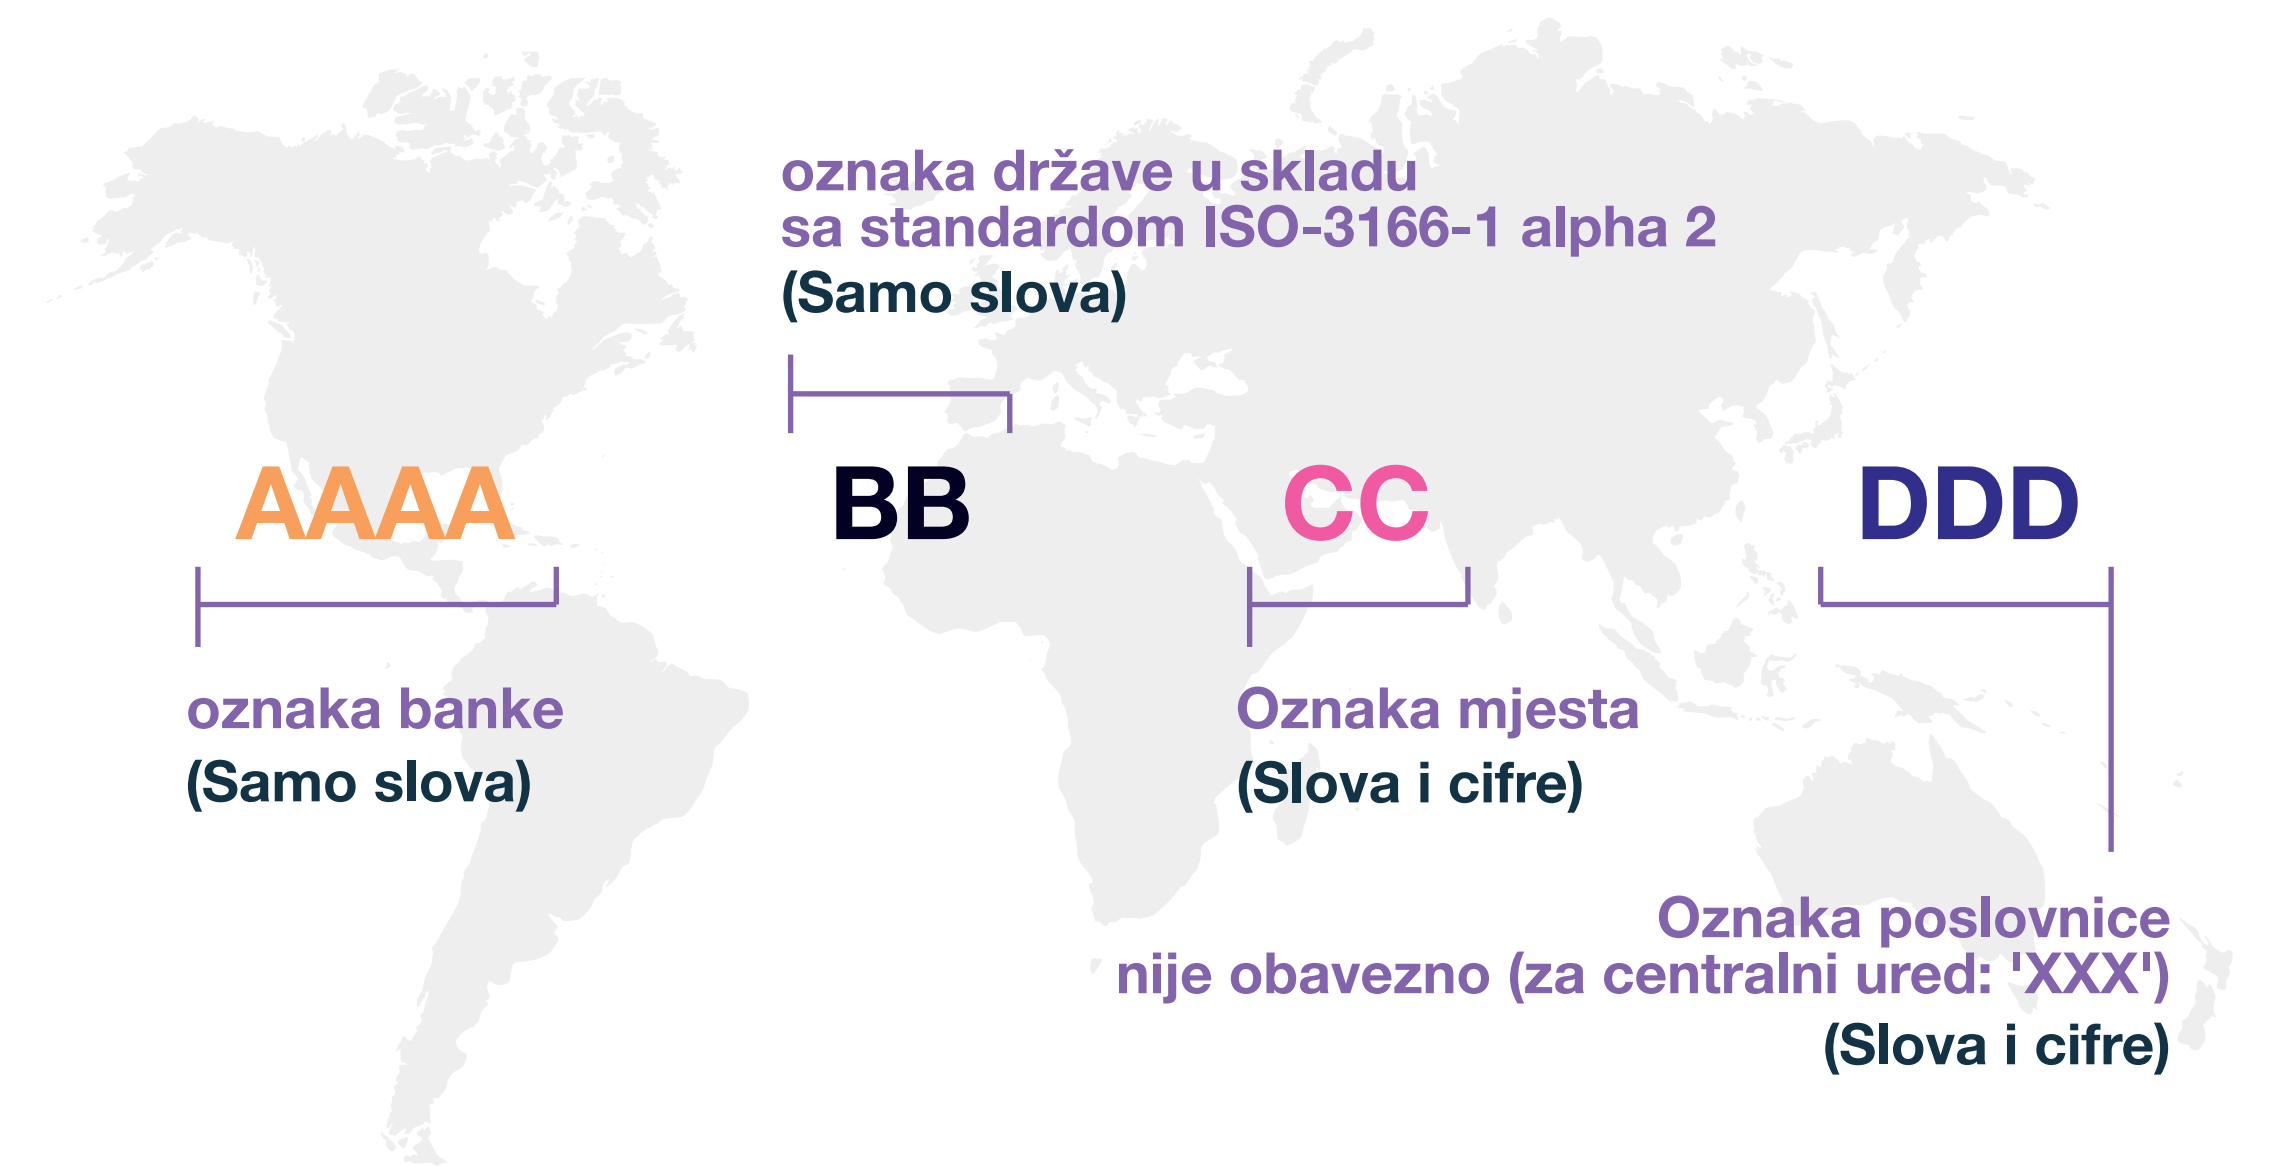 oznaka države u skladu
sa standardom ISO-3166-1 alpha 2
(Samo slova)
AAAA
BB
CC
DDD
oznaka banke
(Samo slova)
Oznaka mjesta
(Slova i cifre)
Oznaka poslovnice
nije obavezno (za centralni ured: 'XXX')
(Slova i cifre)